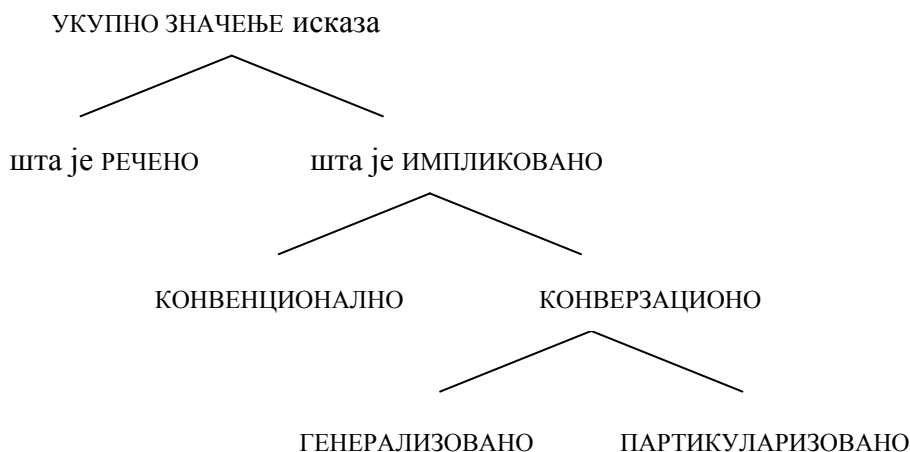 УКУПНО ЗНАЧЕЊЕ исказа
шта је РЕЧЕНО шта је ИМПЛИКОВАНО
КОНВЕНЦИОНАЛНО КОНВЕРЗАЦИОНО
ГЕНЕРАЛИЗОВАНО ПАРТИКУЛАРИЗОВАНО